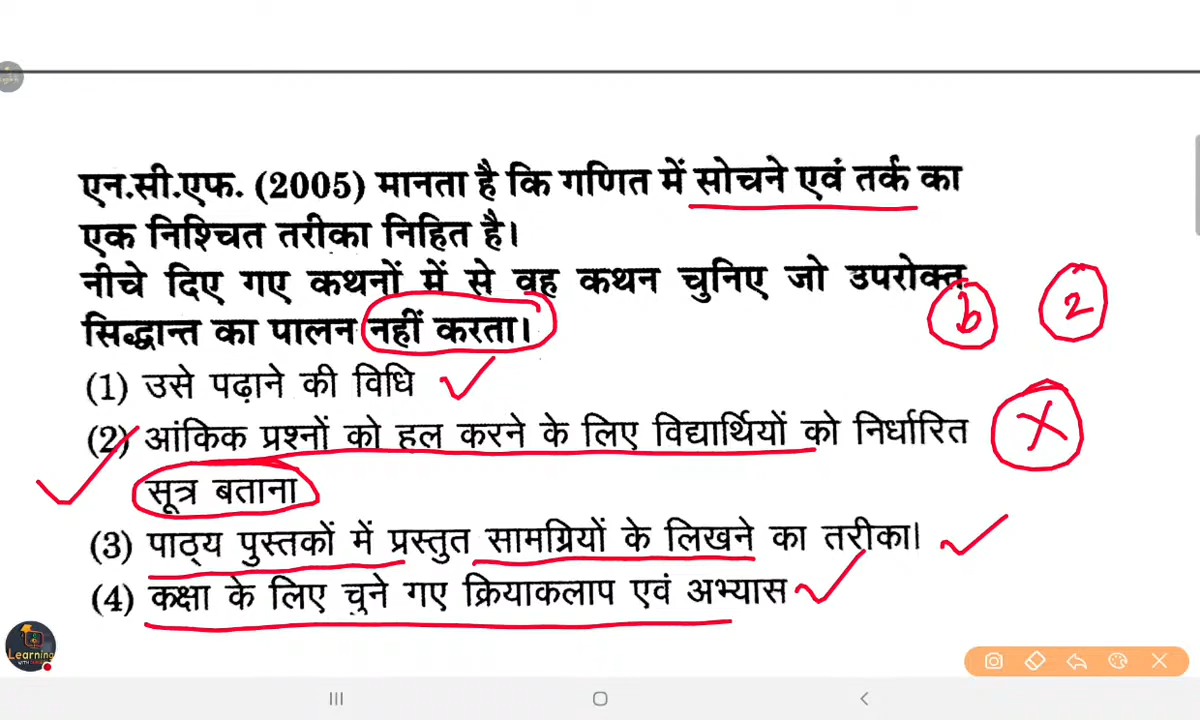 एन.सी.एफ. (2005) मानता है कि गणित में सोचने एवं तर्क का
एक निश्चित तरीका निहित है।
नीचे दिए गए कथनों में से वह कथन चुनिए जो उपरोक्त
सिद्धान्त का पालन नहीं करता।
b 2
(1) उसे पढ़ाने की विधि
(2) आंकिक प्रश्नों को हल करने के लिए विद्यार्थियों को निर्धारित
सूत्र बताना
(3) पाठ्य पुस्तकों में प्रस्तुत सामग्रियों के लिखने का तरीका।
(4) कक्षा के लिए चुने गए क्रियाकलाप एवं अभ्यास
Learning